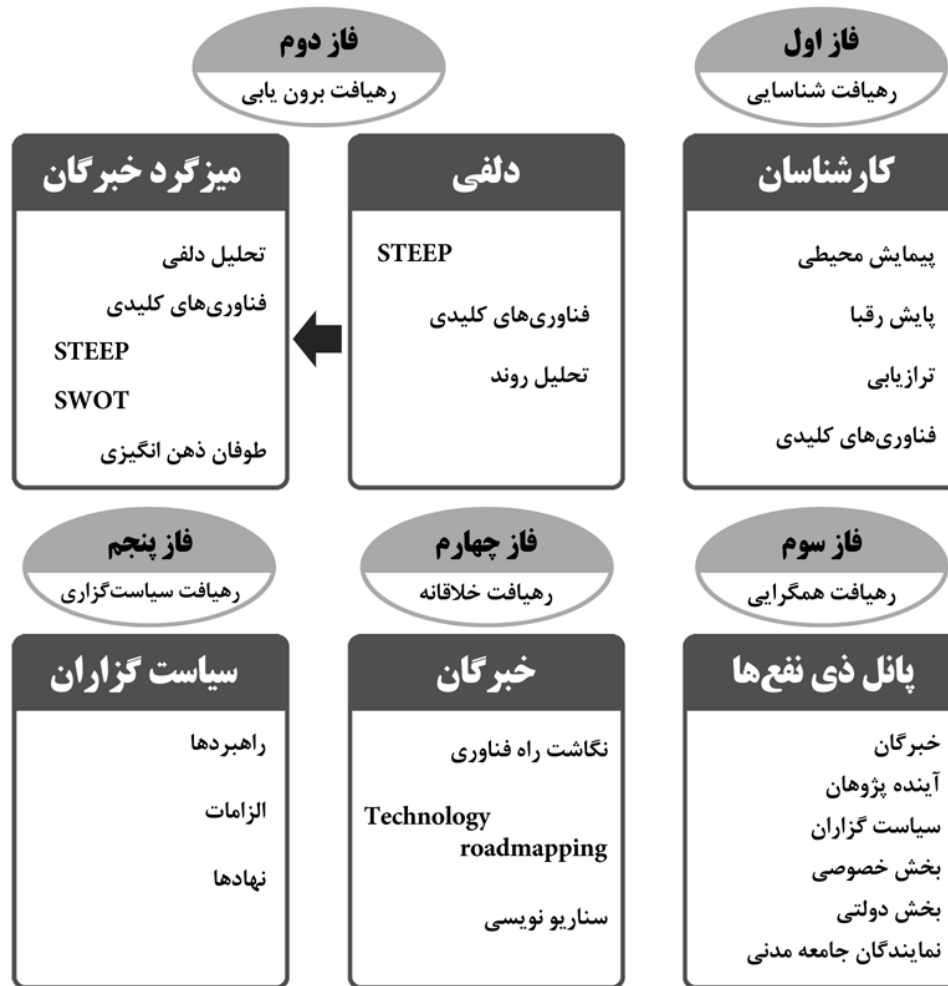 فاز اول
رهیافت شناسایی
کارشناسان
پیمایش محیطی
پایش رقبا
ترازیابی
فناوری‌های کلیدی
فاز دوم
رهیافت برون یابی
دلفی
STEEP
فناوری‌های کلیدی
تحلیل روند
میزگرد خبرگان
تحلیل دلفی
فناوری‌های کلیدی
STEEP
SWOT
طوفان ذهن انگیزی
فاز سوم
رهیافت همگرایی
پانل ذی نفع‌ها
خبرگان
آینده پژوهان
سیاست گزاران
بخش خصوصی
بخش دولتی
نمایندگان جامعه مدنی
فاز چهارم
رهیافت خلاقانه
خبرگان
نگاشت راه فناوری
Technology
roadmapping
سناریو نویسی
فاز پنجم
رهیافت سیاست‌گزاری
سیاست گزاران
راهبردها
الزامات
نهادها